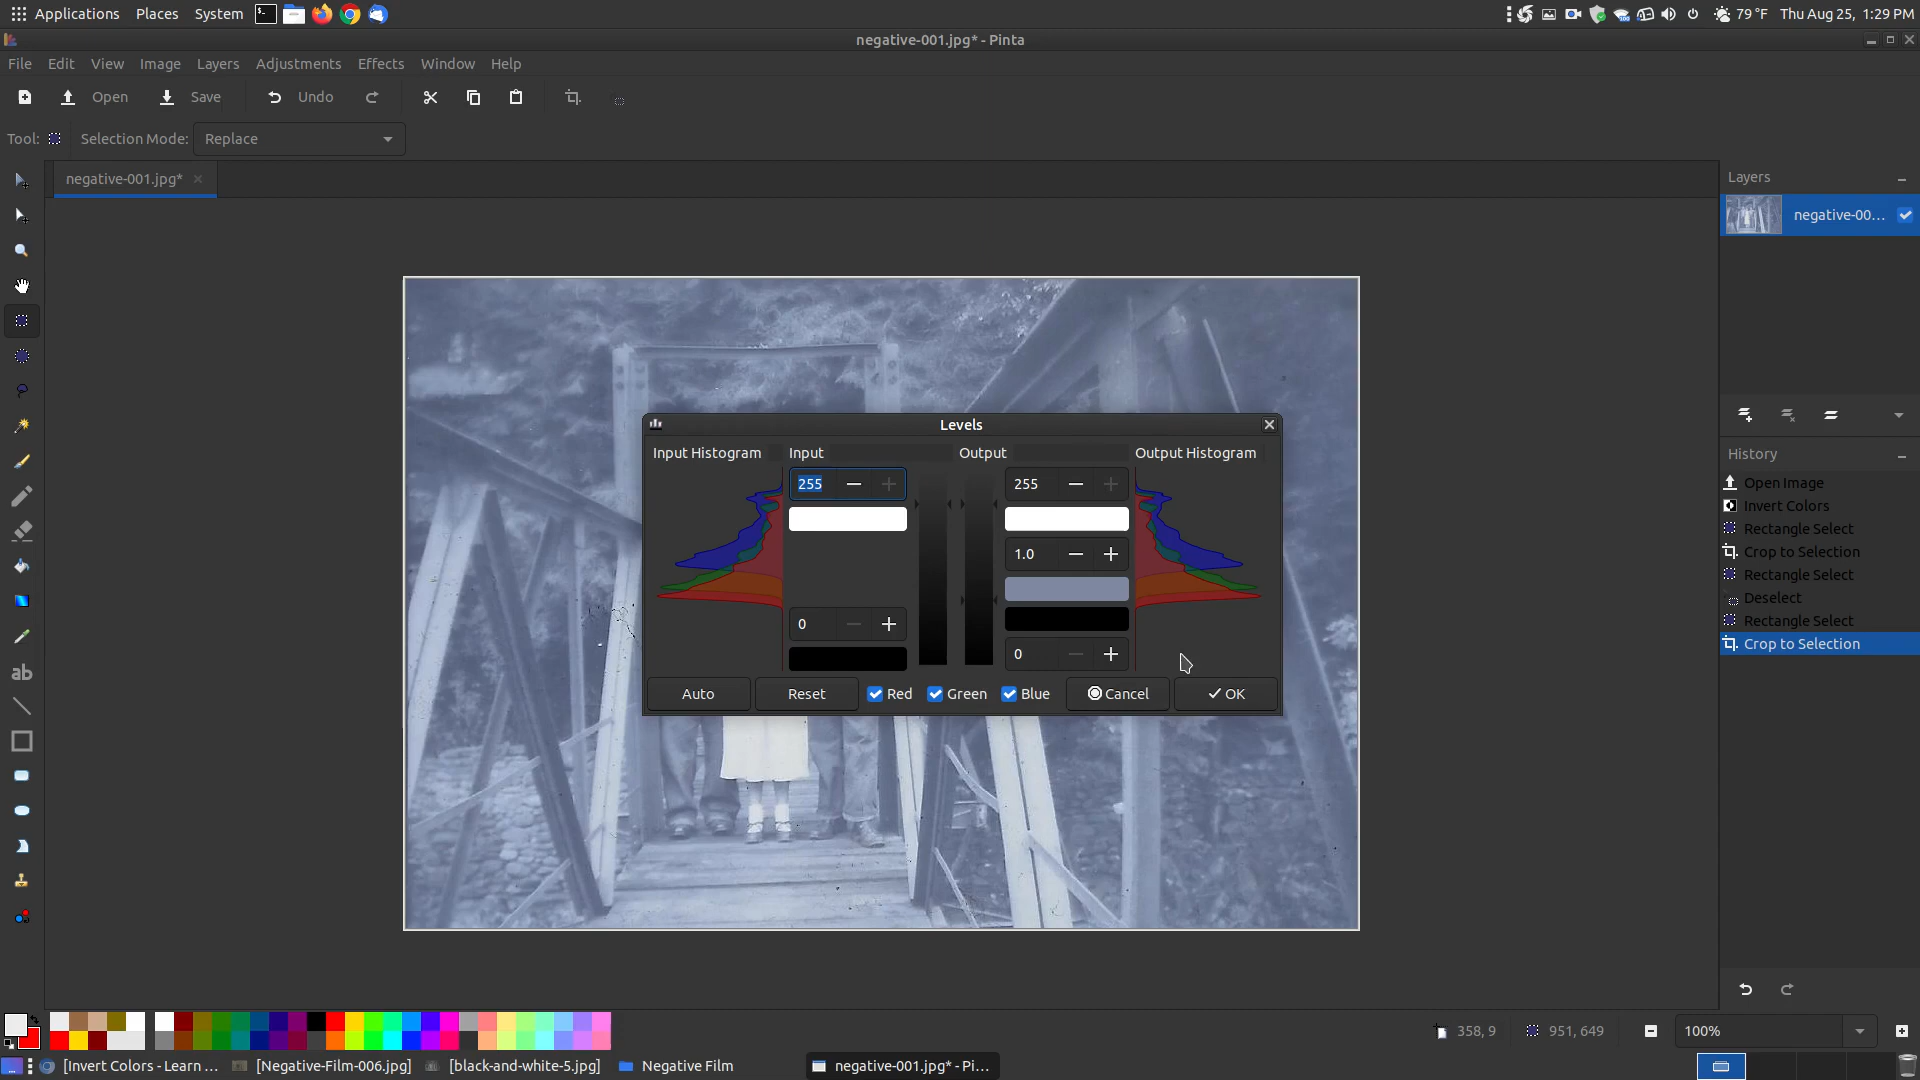 Applications Places System 79 °F Thu Aug 25, 1:29 PM
negative-001.jpg* - Pinta
File Edit View Image Layers Adjustments Effects Window Help
Open Save Undo
Tool: Selection Mode: Replace
negative-001.jpg*
Layers
negative-00...
Levels
Input Histogram Input Output Output Histogram
255 255
1.0
0
0
Auto Reset Red Green Blue Cancel OK
History
Open Image
Invert Colors
Rectangle Select
Crop to Selection
Rectangle Select
Deselect
Rectangle Select
Crop to Selection
ab
358, 9 951, 649 100%
[Invert Colors - Learn ... [Negative-Film-006.jpg] [black-and-white-5.jpg] Negative Film negative-001.jpg* - Pi...